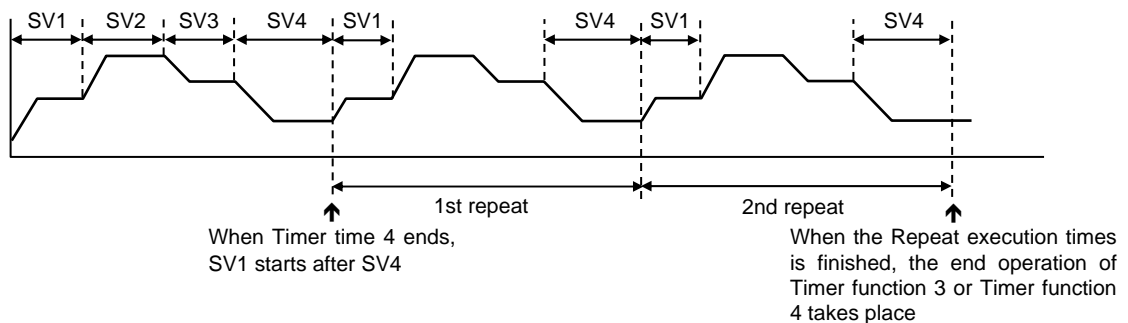 SV1 SV2 SV3 SV4 SV1 SV4 SV1 SV4
1st repeat 2nd repeat
When Timer time 4 ends,
SV1 starts after SV4
When the Repeat execution times
is finished, the end operation of
Timer function 3 or Timer function
4 takes place